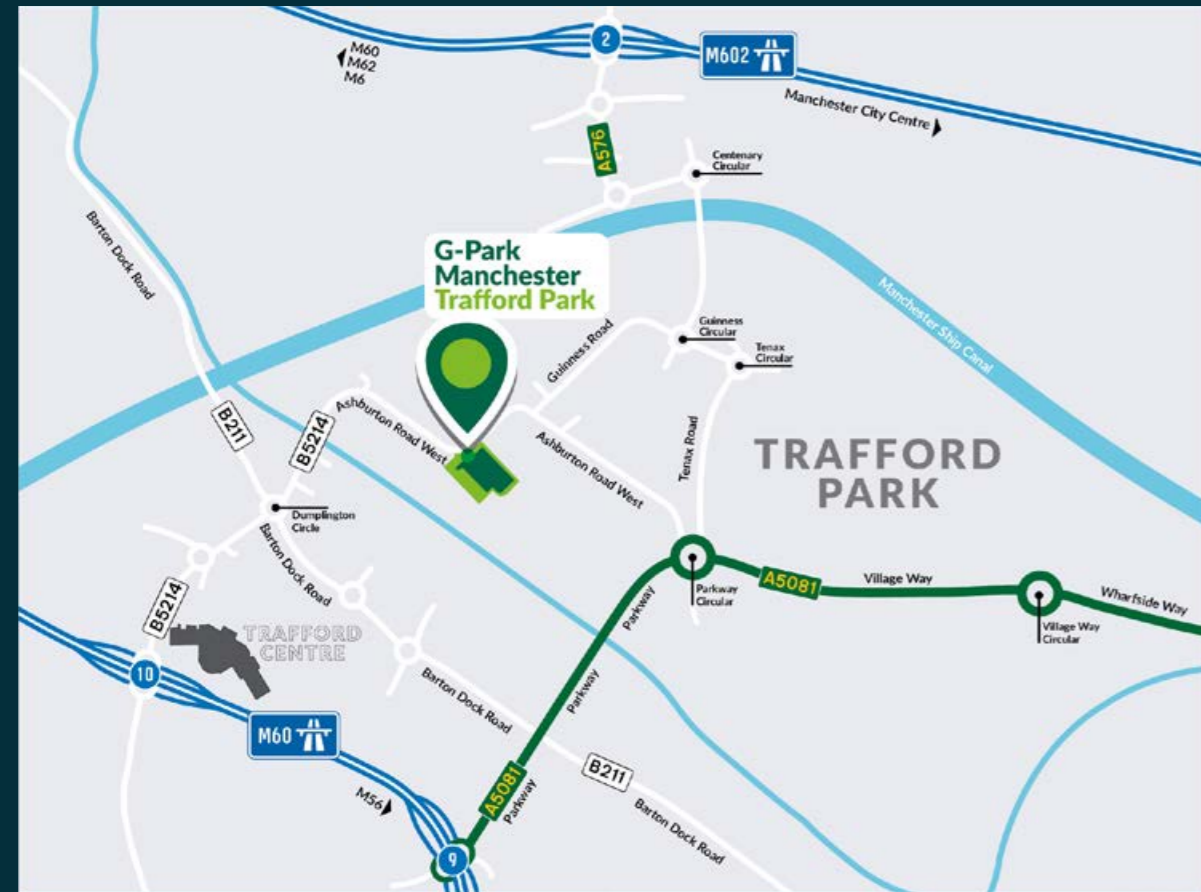 M60
M62
M6
2
M602
Manchester City Centre
A576
Centenary
Circular
Barton Dock Road
G-Park
Manchester
Trafford Park
Manchester Ship Canal
Guinness Road
Guinness
Circular
Tenax
Circular
B211
B5214
Ashburton Road West
Ashburton Road West
Tenax Road
TRAFFORD
PARK
Dumplington
Circle
Barton Dock Road
B5214
TRAFFORD
CENTRE
10
M60
M56
9
Parkway
Circular
A5081
Village Way
Village Way
Circular
Wharfside Way
Parkway
Parkway
A5081
Parkway
Barton Dock Road
B211
Barton Dock Road